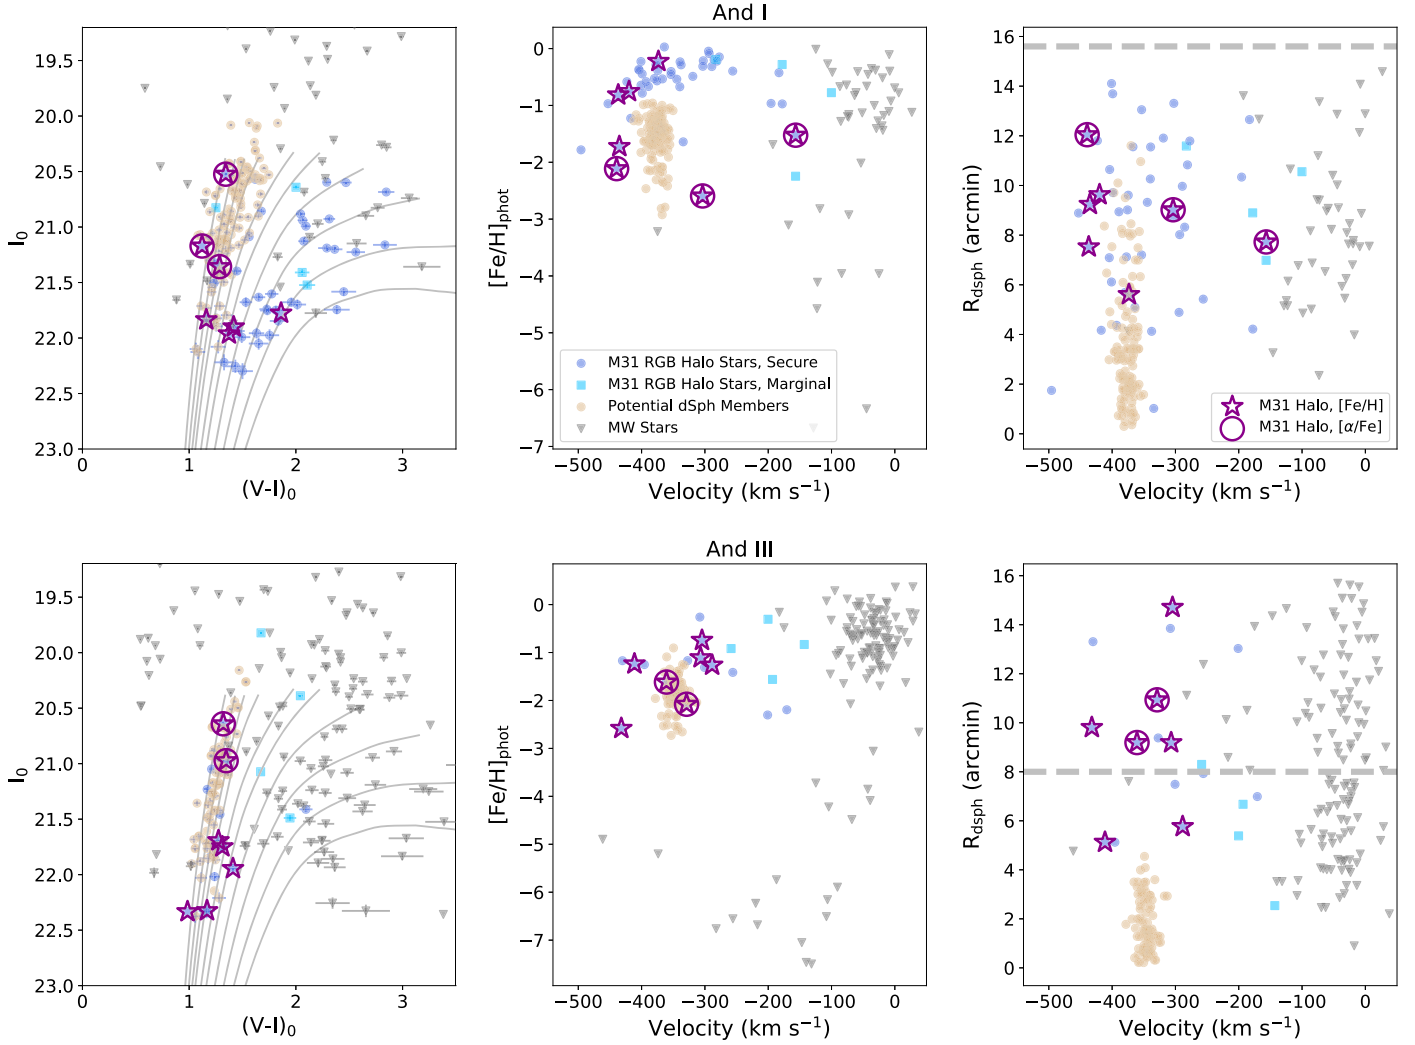 And I
19.5
20.0
20.5
21.0
21.5
22.0
22.5
23.0
I₀
0
1
2
3
(V-I)₀
0
−1
−2
−3
−4
−5
−6
−7
[Fe/H]phot
M31 RGB Halo Stars, Secure
M31 RGB Halo Stars, Marginal
Potential dSph Members
MW Stars
−500 −400 −300 −200 −100 0
Velocity (km s⁻¹)
16
14
12
10
8
6
4
2
0
Rdsph (arcmin)
M31 Halo, [Fe/H]
M31 Halo, [α/Fe]
−500 −400 −300 −200 −100 0
Velocity (km s⁻¹)
And III
19.5
20.0
20.5
21.0
21.5
22.0
22.5
23.0
I₀
0
1
2
3
(V-I)₀
0
−1
−2
−3
−4
−5
−6
−7
[Fe/H]phot
−500 −400 −300 −200 −100 0
Velocity (km s⁻¹)
16
14
12
10
8
6
4
2
0
Rdsph (arcmin)
−500 −400 −300 −200 −100 0
Velocity (km s⁻¹)